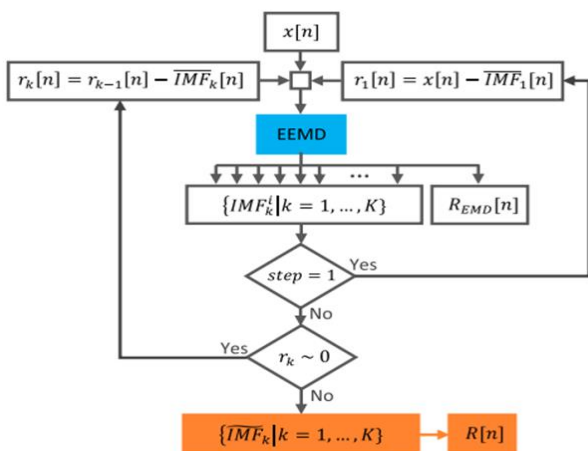 x[n]
r_k[n] = r_{k-1}[n] − \overline{IMF}_k[n]
r_1[n] = x[n] − \overline{IMF}_1[n]
EEMD
...
{IMF_k^i|k = 1, ..., K}
R_{EMD}[n]
step = 1
Yes
No
Yes
r_k ~ 0
No
{\widetilde{IMF}_k|k = 1, ..., K}
R[n]